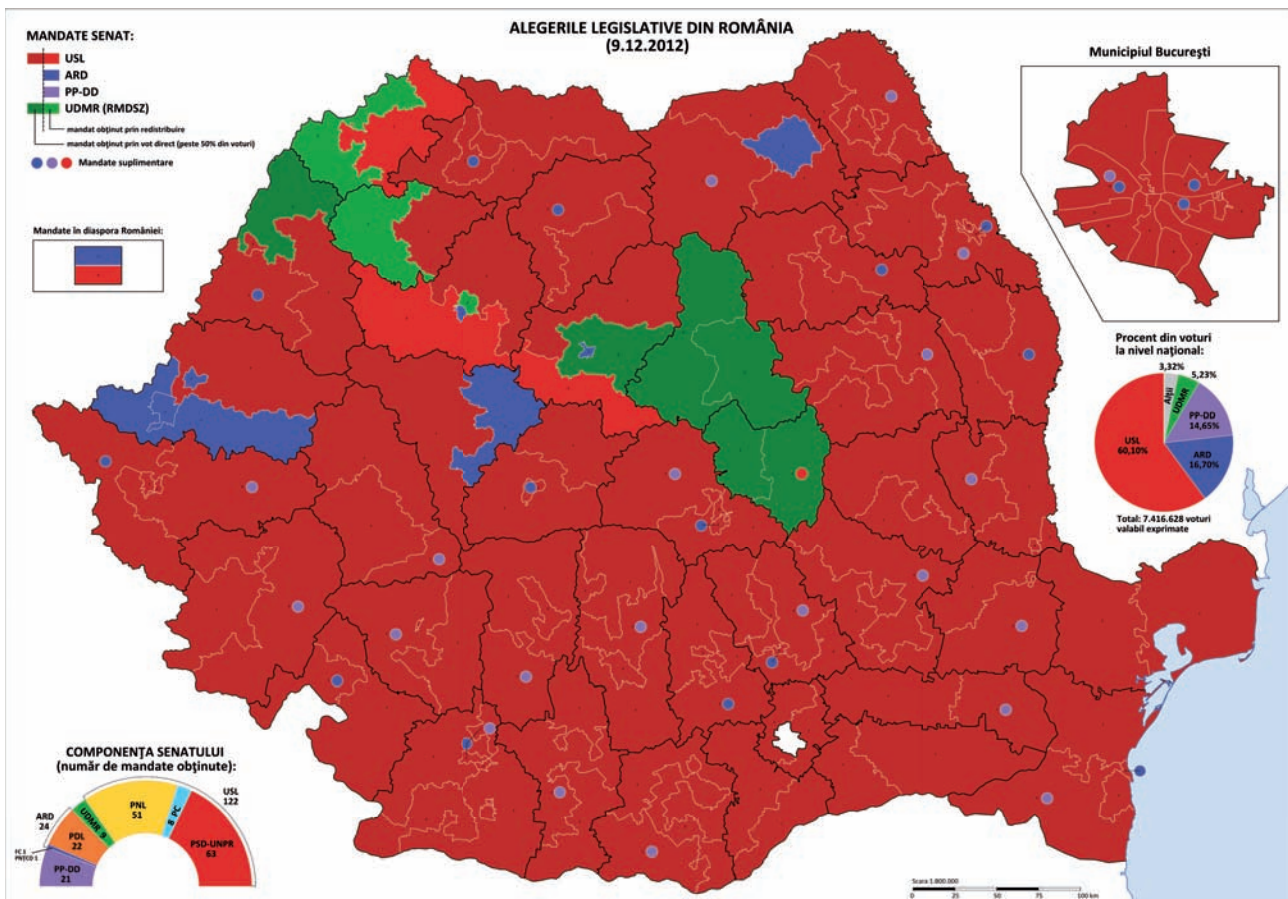 ALEGERILE LEGISLATIVE DIN ROMÂNIA
(9.12.2012)
MANDATE SENAT:
USL
ARD
PP-DD
UDMR (RMDSZ)
mandat obținut prin redistribuire
mandat obținut prin vot direct (peste 50% din voturi)
Mandate suplimentare
Mandate în diaspora României:
Municipiul București
Procent din voturi
la nivel național:
3,32%
5,23%
Alții
UDMR
PP-DD
14,65%
USL
60,10%
ARD
16,70%
Total: 7.416.628 voturi
valabil exprimate
COMPONENȚA SENATULUI
(număr de mandate obținute):
USL
122
PNL
51
8 PC
UDMR 9
ARD
24
PDL
22
PSD-UNPR
63
FC 1
PNȚCD 1
PP-DD
21
Scara 1:800.000
0 25 50 75 100 km